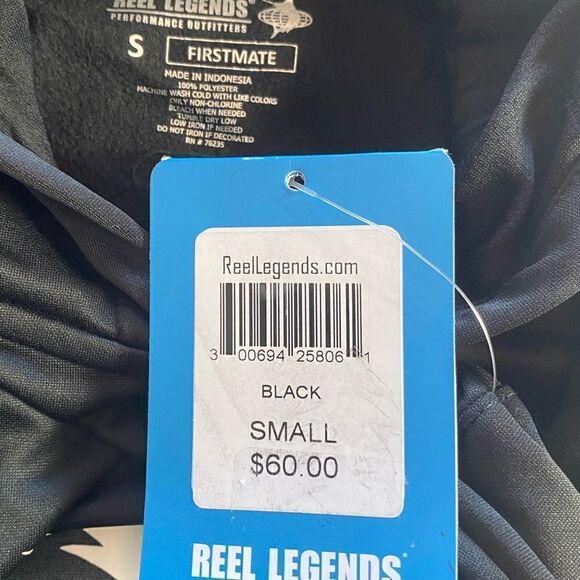 REEL LEGENDS®
PERFORMANCE OUTFITTERS™
S FIRSTMATE
MADE IN INDONESIA
100% POLYESTER
MACHINE WASH COLD WITH LIKE COLORS
ONLY NON-CHLORINE
BLEACH WHEN NEEDED
TUMBLE DRY LOW
LOW IRON IF NEEDED
DO NOT IRON IF DECORATED
RN # 76235
ReelLegends.com
3 00694 25806 1
BLACK
SMALL
$60.00
REEL LEGENDS®